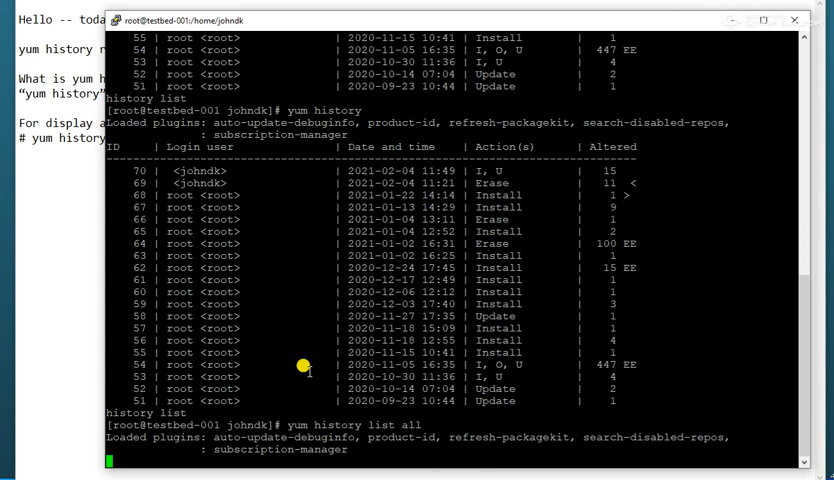 Hello -- toda
yum history r
What is yum h
“yum history”
For display a
# yum history
root@testbed-001:/home/johndk
55 | root <root> | 2020-11-15 10:41 | Install | 1
54 | root <root> | 2020-11-05 16:35 | I, O, U | 447 EE
53 | root <root> | 2020-10-30 11:36 | I, U | 4
52 | root <root> | 2020-10-14 07:04 | Update | 2
51 | root <root> | 2020-09-23 10:44 | Install | 1
history list
[root@testbed-001 johndk]# yum history
Loaded plugins: auto-update-debuginfo, product-id, refresh-packagekit, search-disabled-repos,
: subscription-manager
ID | Login user | Date and time | Action(s) | Altered
-------------------------------------------------------------------------------
70 | <johndk> | 2021-02-04 11:49 | I, U | 15
69 | <johndk> | 2021-02-04 11:21 | Erase | 11 <
68 | root <root> | 2021-01-22 14:14 | Install | 1 >
67 | root <root> | 2021-01-13 14:29 | Install | 9
66 | root <root> | 2021-01-04 13:11 | Erase | 1
65 | root <root> | 2021-01-04 12:52 | Install | 2
64 | root <root> | 2021-01-02 16:31 | Erase | 100 EE
63 | root <root> | 2021-01-02 16:25 | Install | 1
62 | root <root> | 2020-12-24 17:45 | Install | 15 EE
61 | root <root> | 2020-12-17 12:49 | Install | 1
60 | root <root> | 2020-12-06 12:12 | Install | 1
59 | root <root> | 2020-12-03 17:40 | Install | 3
58 | root <root> | 2020-11-27 17:35 | Update | 1
57 | root <root> | 2020-11-18 15:09 | Install | 1
56 | root <root> | 2020-11-18 12:55 | Install | 4
55 | root <root> | 2020-11-15 10:41 | Install | 1
54 | root <root> | 2020-11-05 16:35 | I, O, U | 447 EE
53 | root <root> | 2020-10-30 11:36 | I, U | 4
52 | root <root> | 2020-10-14 07:04 | Update | 2
51 | root <root> | 2020-09-23 10:44 | Install | 1
history list
[root@testbed-001 johndk]# yum history list all
Loaded plugins: auto-update-debuginfo, product-id, refresh-packagekit, search-disabled-repos,
: subscription-manager